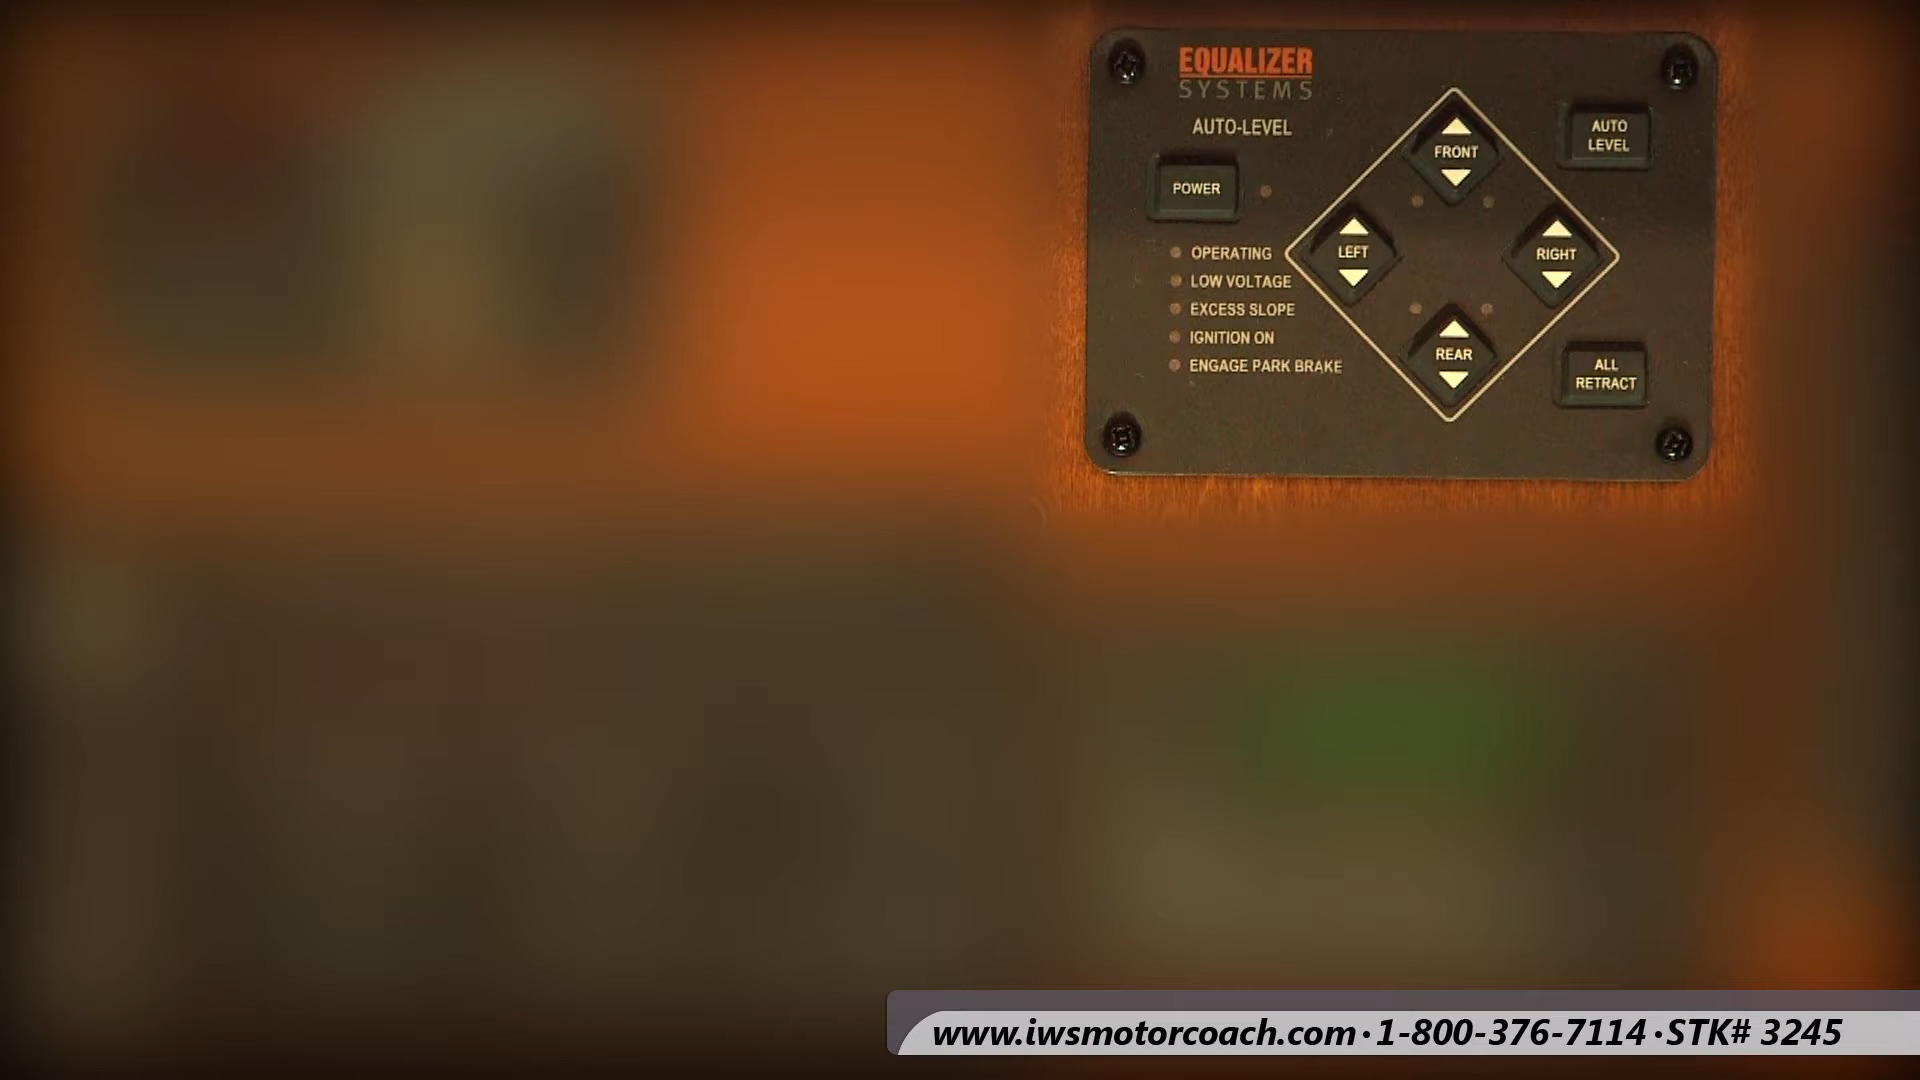 EQUALIZER
SYSTEMS
AUTO-LEVEL
POWER
OPERATING
LOW VOLTAGE
EXCESS SLOPE
IGNITION ON
ENGAGE PARK BRAKE
FRONT
LEFT
RIGHT
REAR
AUTO
LEVEL
ALL
RETRACT
www.iwsmotorcoach.com • 1-800-376-7114 • STK# 3245